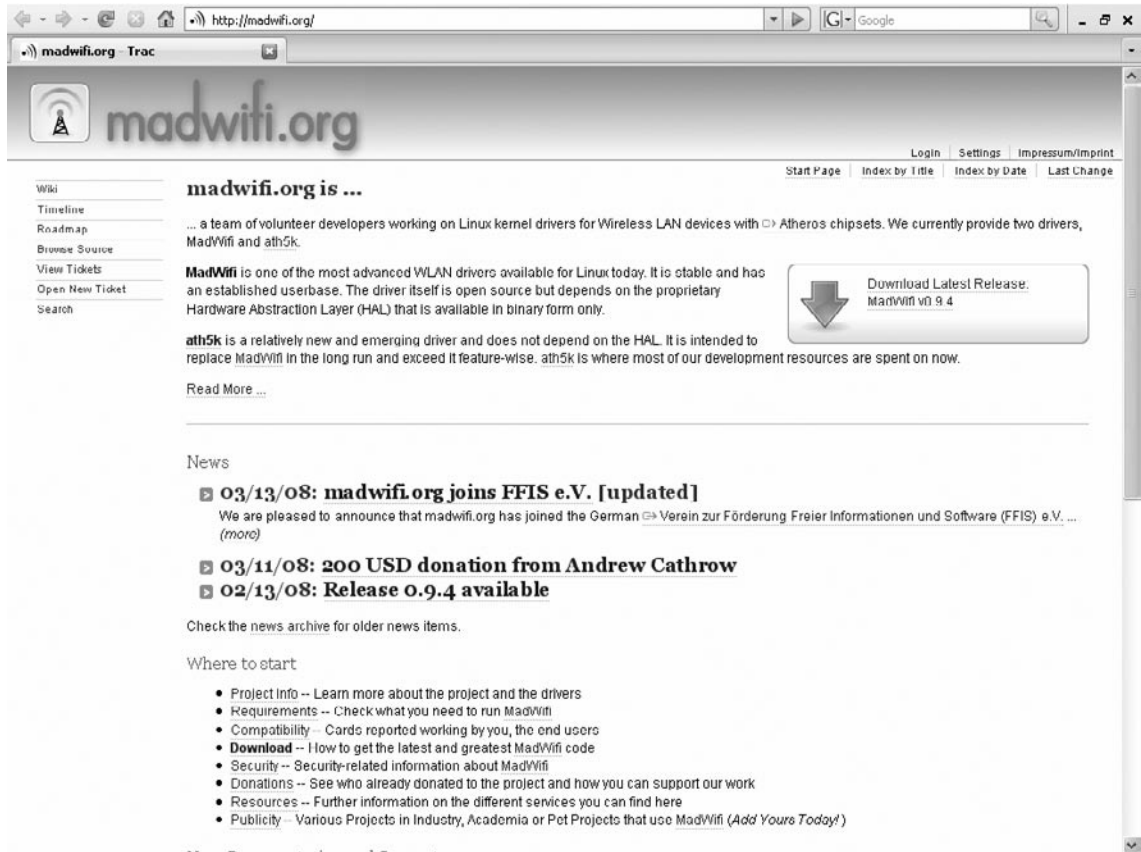 http://madwifi.org/
G
Google
madwifi.org - Trac
madwifi.org
Login Settings Impressum/Imprint
Start Page Index by Title Index by Date Last Change
Wiki
Timeline
Roadmap
Browse Source
View Tickets
Open New Ticket
Search
madwifi.org is ...
... a team of volunteer developers working on Linux kernel drivers for Wireless LAN devices with Atheros chipsets. We currently provide two drivers,
MadWifi and ath5k.
MadWifi is one of the most advanced WLAN drivers available for Linux today. It is stable and has
an established userbase. The driver itself is open source but depends on the proprietary
Hardware Abstraction Layer (HAL) that is available in binary form only.
Download Latest Release:
MadWifi v0.9.4
ath5k is a relatively new and emerging driver and does not depend on the HAL. It is intended to
replace MadWifi in the long run and exceed it feature-wise. ath5k is where most of our development resources are spent on now.
Read More ...
News
03/13/08: madwifi.org joins FFIS e.V. [updated]
We are pleased to announce that madwifi.org has joined the German Verein zur Förderung Freier Informationen und Software (FFIS) e.V. ...
(more)
03/11/08: 200 USD donation from Andrew Cathrow
02/13/08: Release 0.9.4 available
Check the news archive for older news items.
Where to start
Project Info -- Learn more about the project and the drivers
Requirements -- Check what you need to run MadWifi
Compatibility -- Cards reported working by you, the end users
Download -- How to get the latest and greatest MadWifi code
Security -- Security-related information about MadWifi
Donations -- See who already donated to the project and how you can support our work
Resources -- Further information on the different services you can find here
Publicity -- Various Projects in Industry, Academia or Pet Projects that use MadWifi (Add Yours Today!)